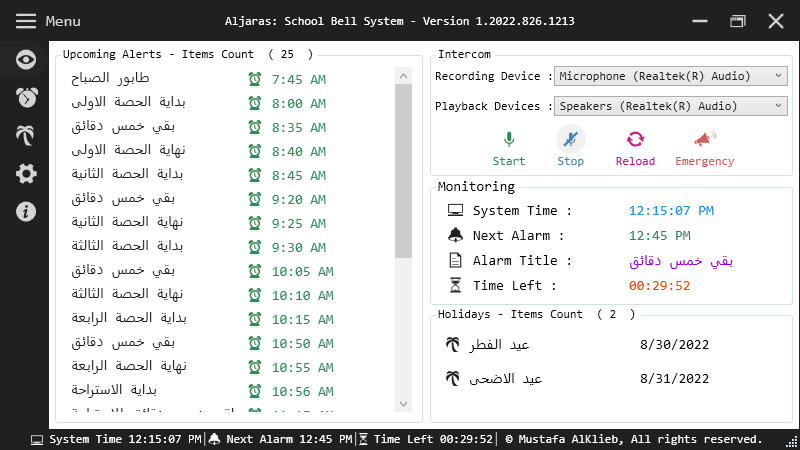 Menu
Aljaras: School Bell System - Version 1.2022.826.1213
Upcoming Alerts - Items Count ( 25 )
طابور الصباح 7:45 AM
بداية الحصة الاولى 8:00 AM
بقي خمس دقائق 8:35 AM
نهاية الحصة الاولى 8:40 AM
بداية الحصة الثانية 8:45 AM
بقي خمس دقائق 9:20 AM
نهاية الحصة الثانية 9:25 AM
بداية الحصة الثالثة 9:30 AM
بقي خمس دقائق 10:05 AM
نهاية الحصة الثالثة 10:10 AM
بداية الحصة الرابعة 10:15 AM
بقي خمس دقائق 10:50 AM
نهاية الحصة الرابعة 10:55 AM
بداية الاستراحة 10:56 AM
Intercom
Recording Device : Microphone (Realtek(R) Audio)
Playback Devices : Speakers (Realtek(R) Audio)
Start Stop Reload Emergency
Monitoring
System Time : 12:15:07 PM
Next Alarm : 12:45 PM
Alarm Title : بقي خمس دقائق
Time Left : 00:29:52
Holidays - Items Count ( 2 )
عيد الفطر 8/30/2022
عيد الاضحى 8/31/2022
System Time 12:15:07 PM| Next Alarm 12:45 PM| Time Left 00:29:52| © Mustafa AlKlieb, All rights reserved.